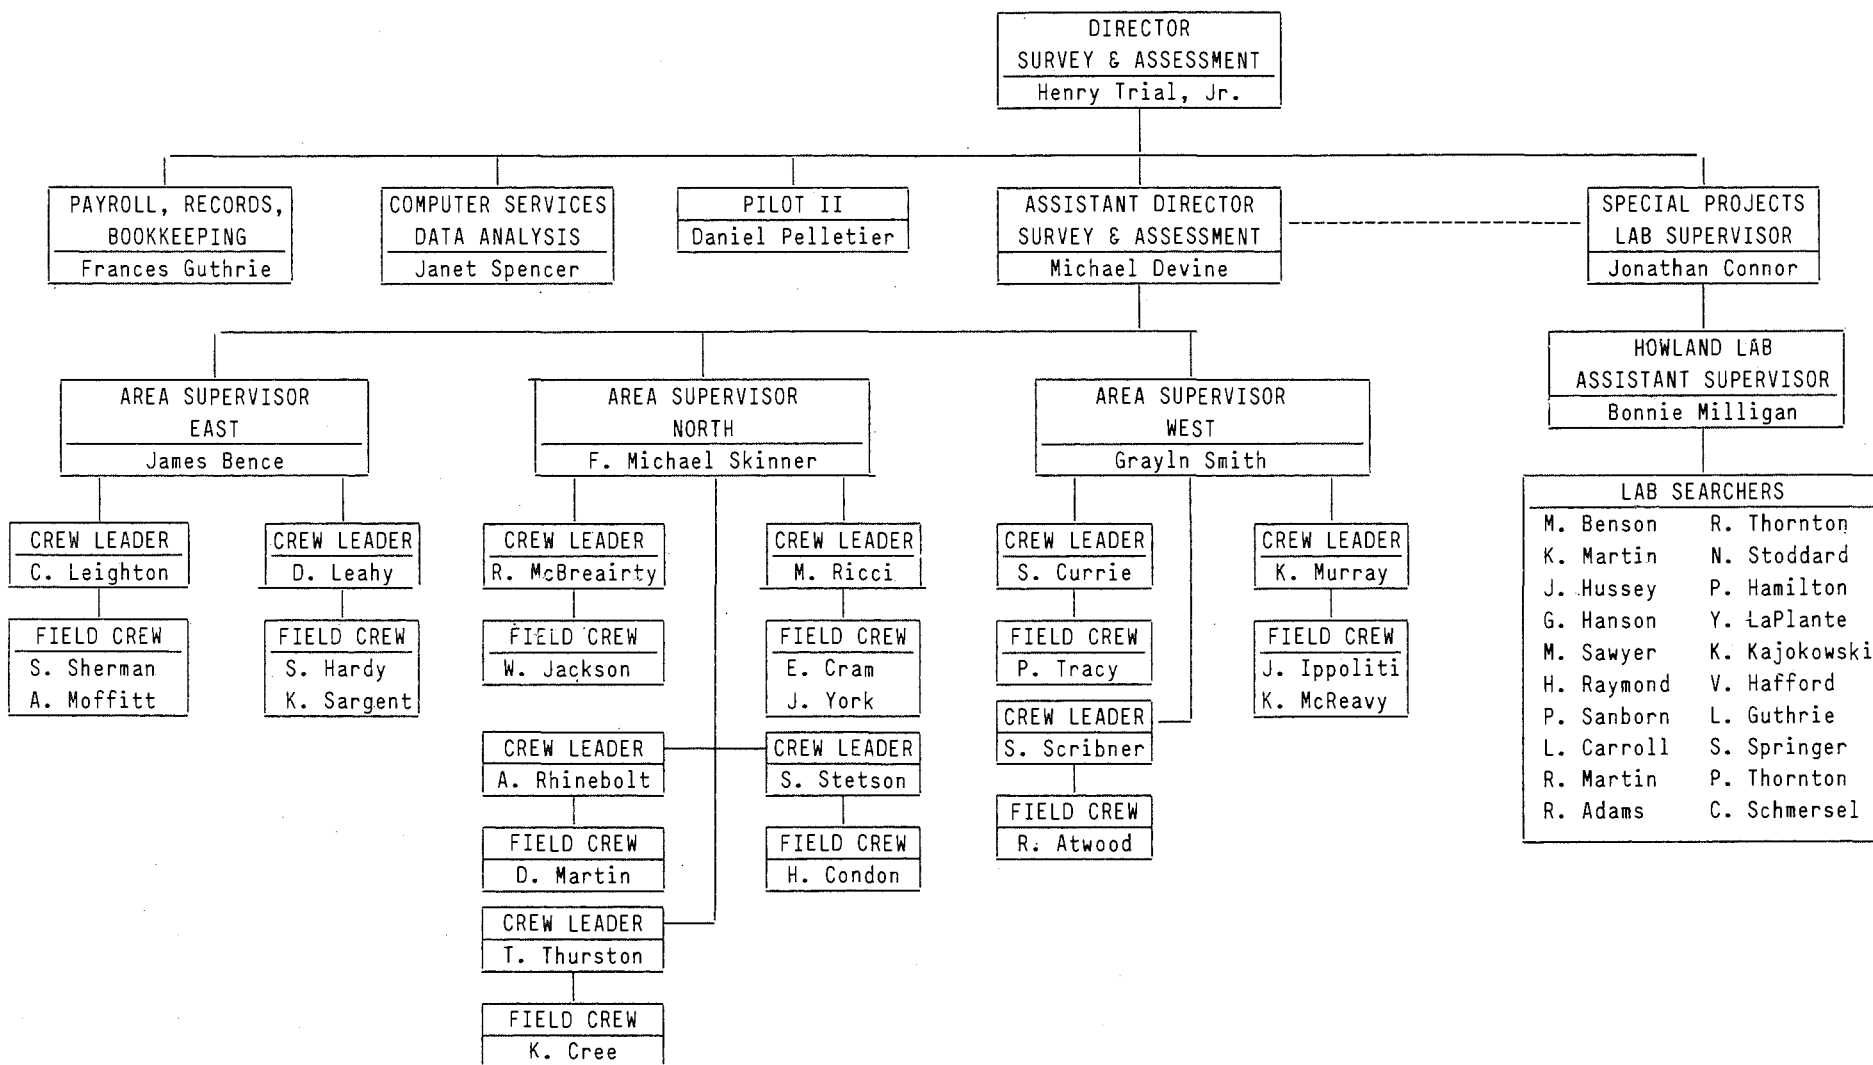 DIRECTOR
SURVEY & ASSESSMENT
Henry Trial, Jr.
PAYROLL, RECORDS,
BOOKKEEPING
Frances Guthrie
COMPUTER SERVICES
DATA ANALYSIS
Janet Spencer
PILOT II
Daniel Pelletier
ASSISTANT DIRECTOR
SURVEY & ASSESSMENT
Michael Devine
SPECIAL PROJECTS
LAB SUPERVISOR
Jonathan Connor
AREA SUPERVISOR
EAST
James Bence
AREA SUPERVISOR
NORTH
F. Michael Skinner
AREA SUPERVISOR
WEST
Grayln Smith
HOWLAND LAB
ASSISTANT SUPERVISOR
Bonnie Milligan
CREW LEADER
C. Leighton
FIELD CREW
S. Sherman
A. Moffitt
CREW LEADER
D. Leahy
FIELD CREW
S. Hardy
K. Sargent
CREW LEADER
R. McBreairty
FIELD CREW
W. Jackson
CREW LEADER
M. Ricci
FIELD CREW
E. Cram
J. York
CREW LEADER
A. Rhinebolt
FIELD CREW
D. Martin
CREW LEADER
S. Stetson
FIELD CREW
H. Condon
CREW LEADER
T. Thurston
FIELD CREW
K. Cree
CREW LEADER
S. Currie
FIELD CREW
P. Tracy
CREW LEADER
S. Scribner
FIELD CREW
R. Atwood
CREW LEADER
K. Murray
FIELD CREW
J. Ippoliti
K. McReavy
LAB SEARCHERS
M. Benson R. Thornton
K. Martin N. Stoddard
J. Hussey P. Hamilton
G. Hanson Y. LaPlante
M. Sawyer K. Kajokowski
H. Raymond V. Hafford
P. Sanborn L. Guthrie
L. Carroll S. Springer
R. Martin P. Thornton
R. Adams C. Schmersel